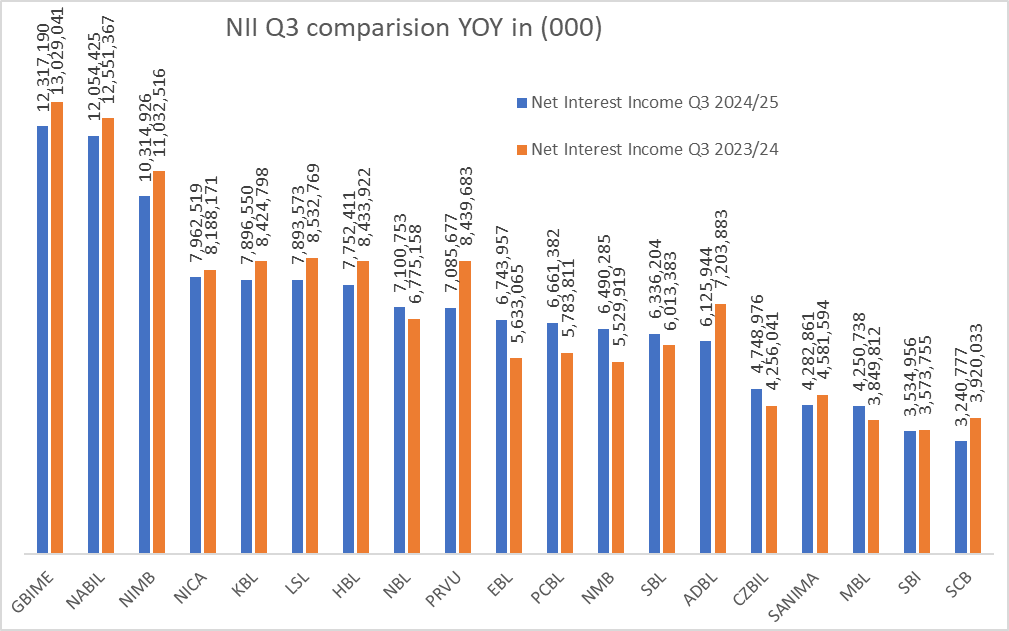 NII Q3 comparision YOY in (000)
Net Interest Income Q3 2024/25
Net Interest Income Q3 2023/24
12,317,190
13,029,041
12,054,425
12,551,367
10,314,926
11,032,516
7,962,519
8,188,171
7,896,550
8,424,798
7,893,573
8,532,769
7,752,411
8,433,922
7,100,753
6,775,158
7,085,677
8,439,683
6,743,957
5,633,065
6,661,382
5,783,811
6,490,285
5,529,919
6,336,204
6,013,383
6,125,944
7,203,883
4,748,976
4,256,041
4,282,861
4,581,594
4,250,738
3,849,812
3,534,956
3,573,755
3,240,777
3,920,033
GBIME
NABIL
NIMB
NICA
KBL
LSL
HBL
NBL
PRVU
EBL
PCBL
NMB
SBL
ADBL
CZBIL
SANIMA
MBL
SBI
SCB